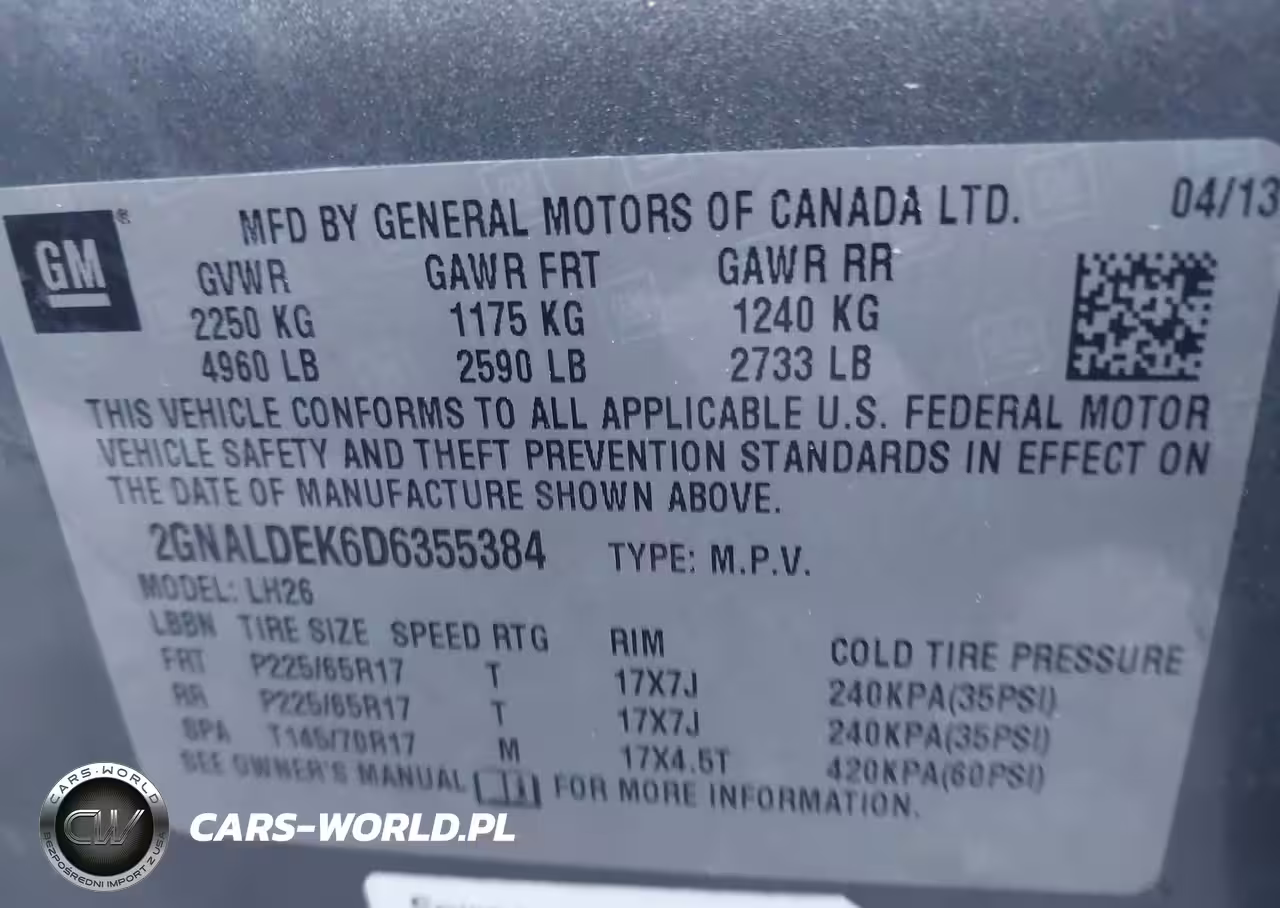 04/13
GM®
MFD BY GENERAL MOTORS OF CANADA LTD.
GVWR GAWR FRT GAWR RR
2250 KG 1175 KG 1240 KG
4960 LB 2590 LB 2733 LB
THIS VEHICLE CONFORMS TO ALL APPLICABLE U.S. FEDERAL MOTOR
VEHICLE SAFETY AND THEFT PREVENTION STANDARDS IN EFFECT ON
THE DATE OF MANUFACTURE SHOWN ABOVE.
2GNALDEK6D6355384 TYPE: M.P.V.
MODEL: LH26
LBBN TIRE SIZE SPEED RTG RIM COLD TIRE PRESSURE
FRT P225/65R17 T 17X7J 240KPA(35PSI)
RR P225/65R17 T 17X7J 240KPA(35PSI)
SPA T145/70R17 M 17X4.5T 420KPA(60PSI)
SEE OWNER'S MANUAL FOR MORE INFORMATION.
CARS-WORLD
CW
BEZPOŚREDNI IMPORT Z USA
CARS-WORLD.PL